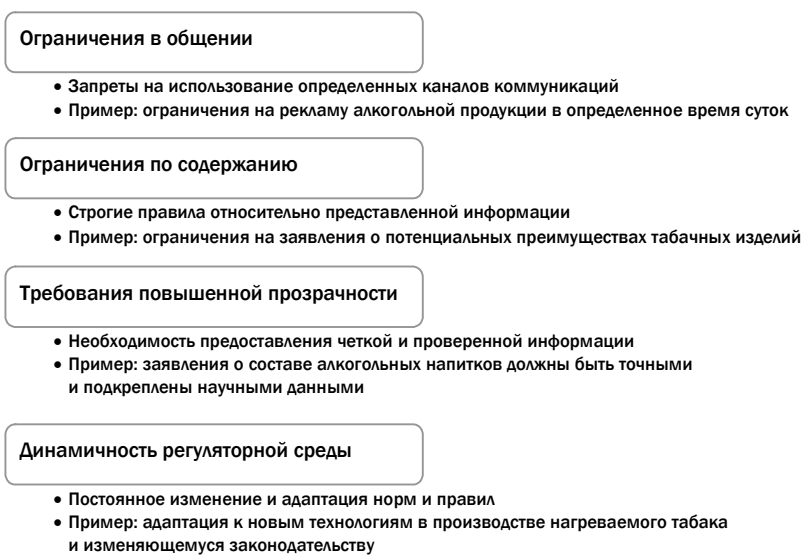 Ограничения в общении
• Запреты на использование определенных каналов коммуникаций
• Пример: ограничения на рекламу алкогольной продукции в определенное время суток
Ограничения по содержанию
• Строгие правила относительно представленной информации
• Пример: ограничения на заявления о потенциальных преимуществах табачных изделий
Требования повышенной прозрачности
• Необходимость предоставления четкой и проверенной информации
• Пример: заявления о составе алкогольных напитков должны быть точными
и подкреплены научными данными
Динамичность регуляторной среды
• Постоянное изменение и адаптация норм и правил
• Пример: адаптация к новым технологиям в производстве нагреваемого табака
и изменяющемуся законодательству